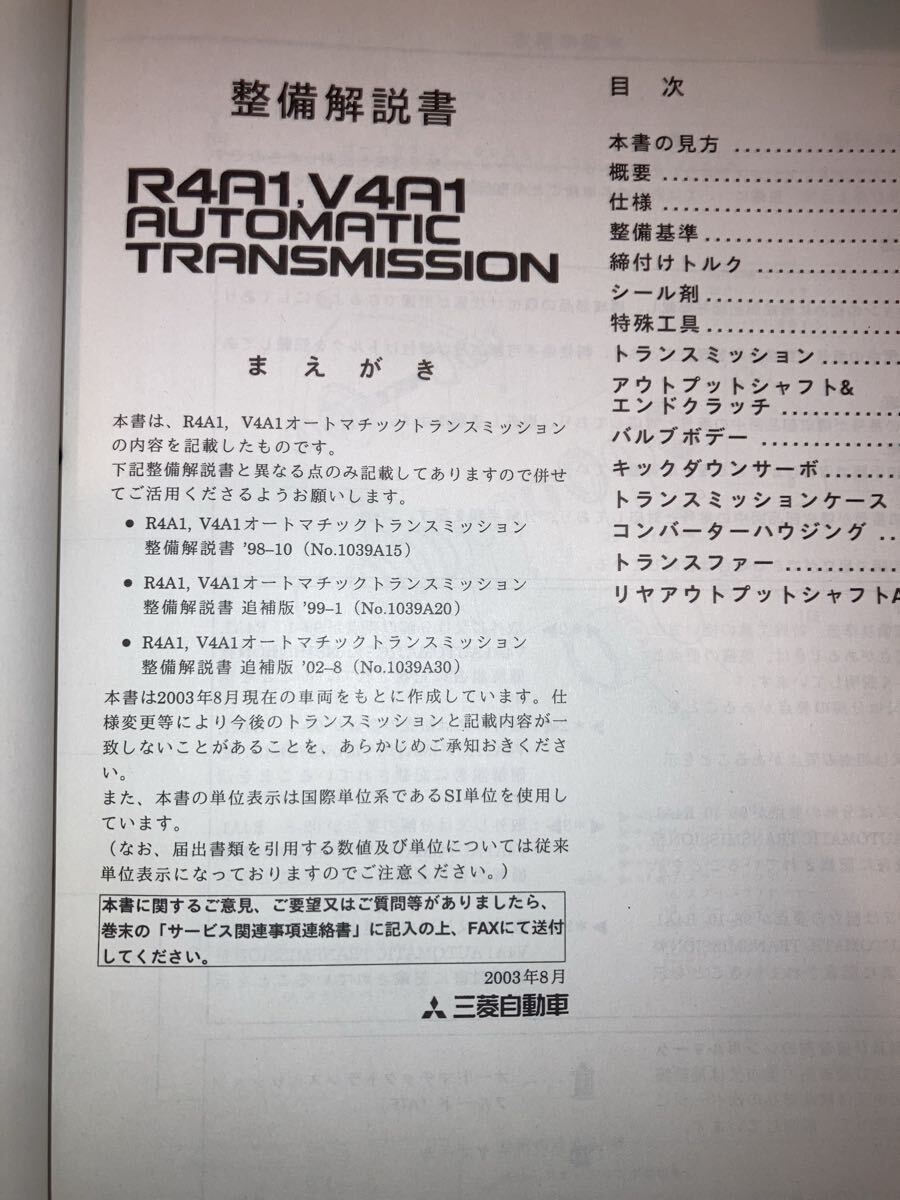 整備解説書
R4A1, V4A1
AUTOMATIC
TRANSMISSION
まえがき
本書は、R4A1, V4A1オートマチックトランスミッション
の内容を記載したものです。
下記整備解説書と異なる点のみ記載してありますので併せ
てご活用くださるようお願いします。
● R4A1, V4A1オートマチックトランスミッション
整備解説書 '98-10(No.1039A15)
● R4A1, V4A1オートマチックトランスミッション
整備解説書 追補版 '99-1(No.1039A20)
● R4A1, V4A1オートマチックトランスミッション
整備解説書 追補版 '02-8(No.1039A30)
本書は2003年8月現在の車両をもとに作成しています。仕
様変更等により今後のトランスミッションと記載内容が一
致しないことがあることを、あらかじめご承知おきくださ
い。
また、本書の単位表示は国際単位系であるSI単位を使用し
ています。
(なお、届出書類を引用する数値及び単位については従来
単位表示になっておりますのでご注意ください。)
本書に関するご意見、ご要望又はご質問等がありましたら、
巻末の「サービス関連事項連絡書」に記入の上、FAXにて送付
してください。
2003年8月
三菱自動車
目次
本書の見方
概要
仕様
整備基準
締付けトルク
シール剤
特殊工具
トランスミッション
アウトプットシャフト&
エンドクラッチ
バルブボデー
キックダウンサーボ
トランスミッションケース
コンバーターハウジング
トランスファー
リヤアウトプットシャフトA